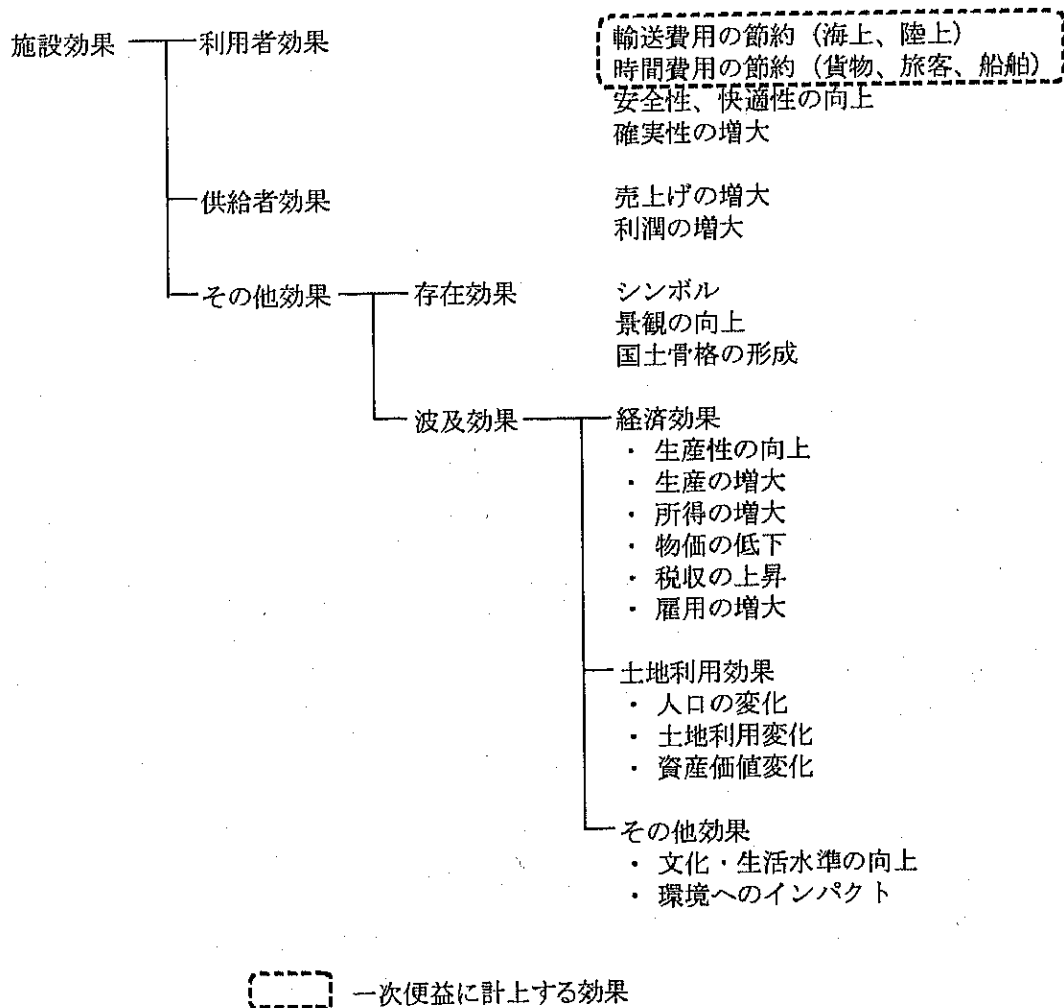 施設効果 利用者効果 輸送費用の節約（海上、陸上）
時間費用の節約（貨物、旅客、船舶）
安全性、快適性の向上
確実性の増大
供給者効果 売上げの増大
利潤の増大
その他効果 存在効果 シンボル
景観の向上
国土骨格の形成
波及効果 経済効果
・ 生産性の向上
・ 生産の増大
・ 所得の増大
・ 物価の低下
・ 税収の上昇
・ 雇用の増大
土地利用効果
・ 人口の変化
・ 土地利用変化
・ 資産価値変化
その他効果
・ 文化・生活水準の向上
・ 環境へのインパクト
一次便益に計上する効果